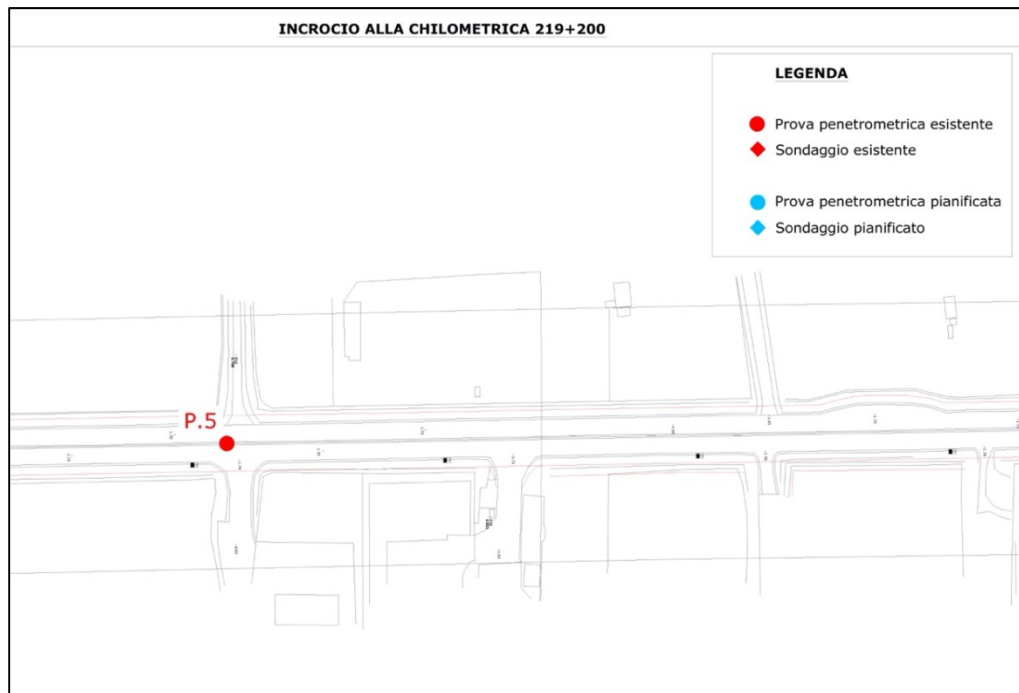 INCROCIO ALLA CHILOMETRICA 219+200
LEGENDA
Prova penetrometrica esistente
Sondaggio esistente
Prova penetrometrica pianificata
Sondaggio pianificato
P.5